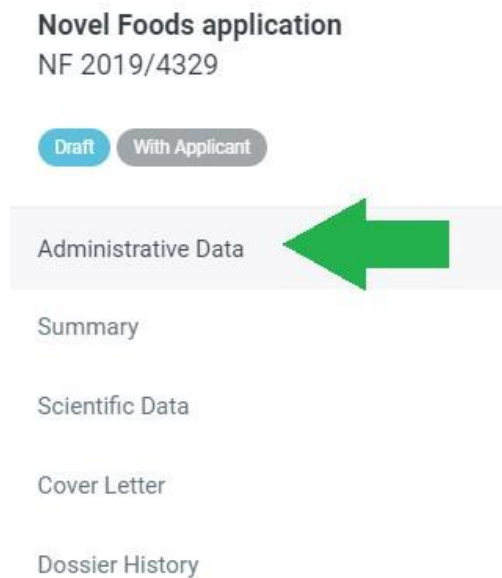 Novel Foods application
NF 2019/4329
Draft With Applicant
Administrative Data
Summary
Scientific Data
Cover Letter
Dossier History